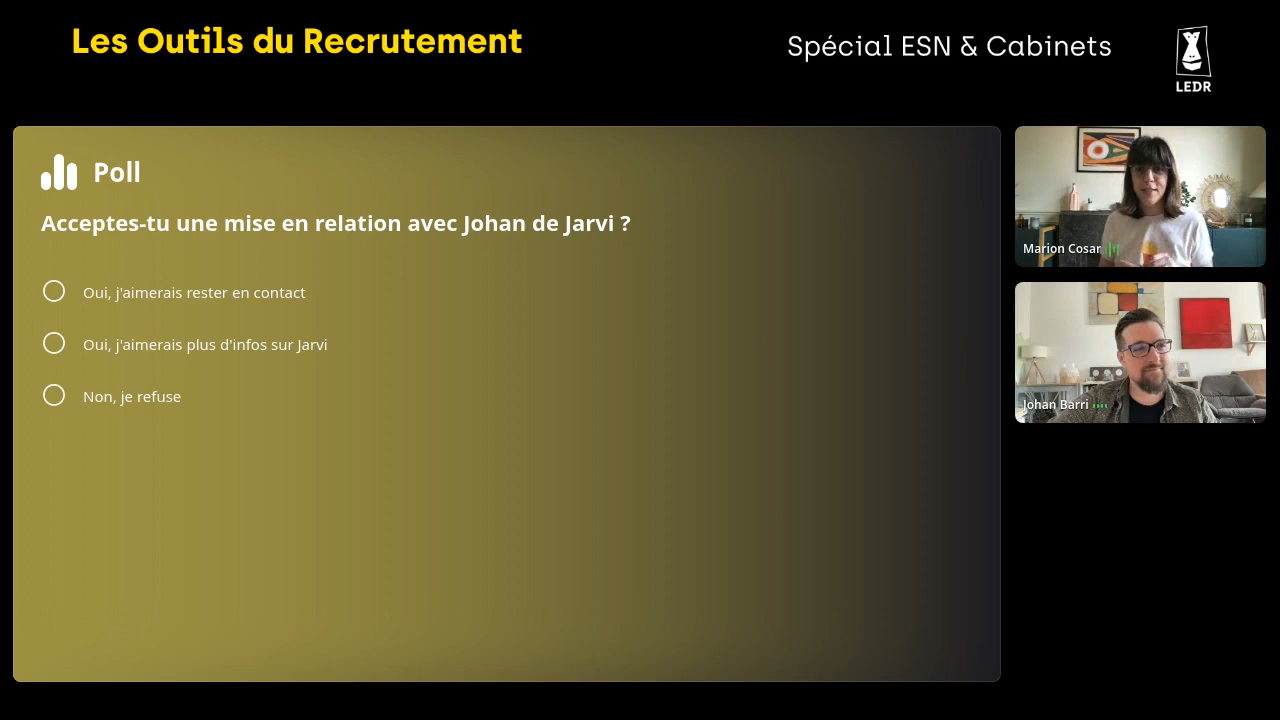 Les Outils du Recrutement
Spécial ESN & Cabinets
LEDR
Poll
Acceptes-tu une mise en relation avec Johan de Jarvi ?
Oui, j'aimerais rester en contact
Oui, j'aimerais plus d'infos sur Jarvi
Non, je refuse
Marion Cosar
Johan Barri